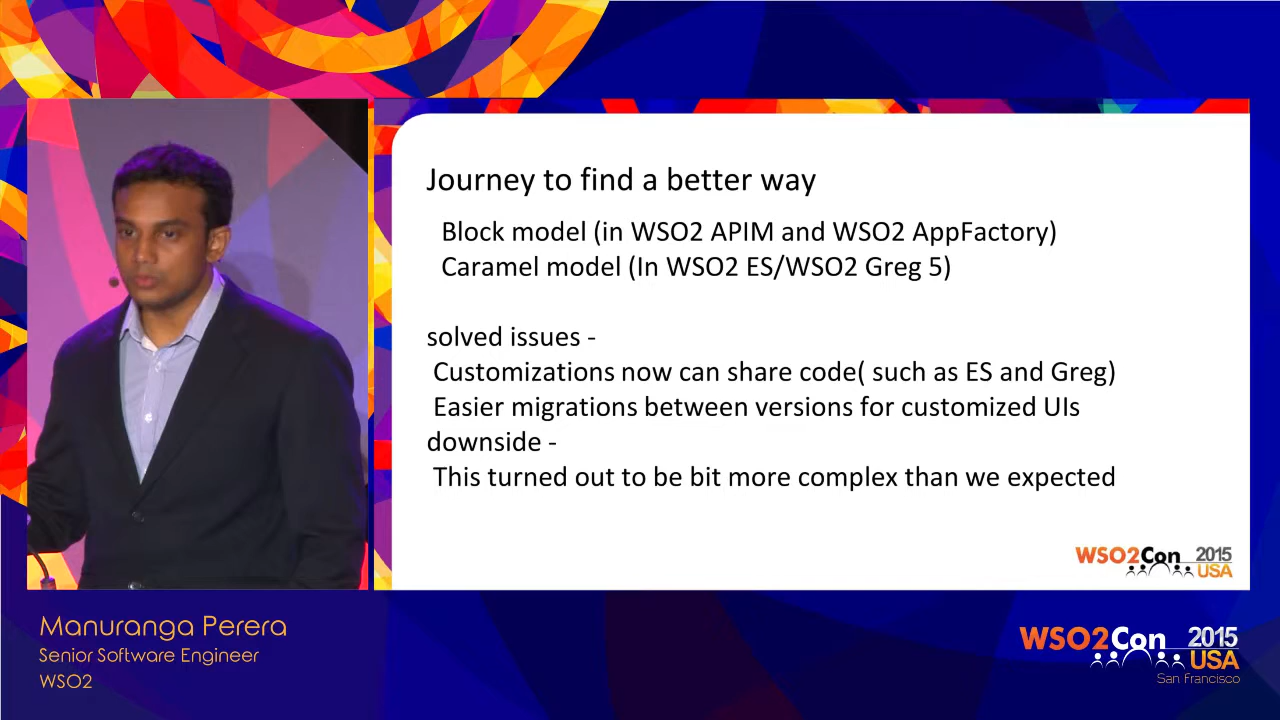 Journey to find a better way
Block model (in WSO2 APIM and WSO2 AppFactory)
Caramel model (In WSO2 ES/WSO2 Greg 5)
solved issues -
Customizations now can share code( such as ES and Greg)
Easier migrations between versions for customized UIs
downside -
This turned out to be bit more complex than we expected
WSO2Con 2015
USA
Manuranga Perera
Senior Software Engineer
WSO2
WSO2Con 2015
USA
San Francisco